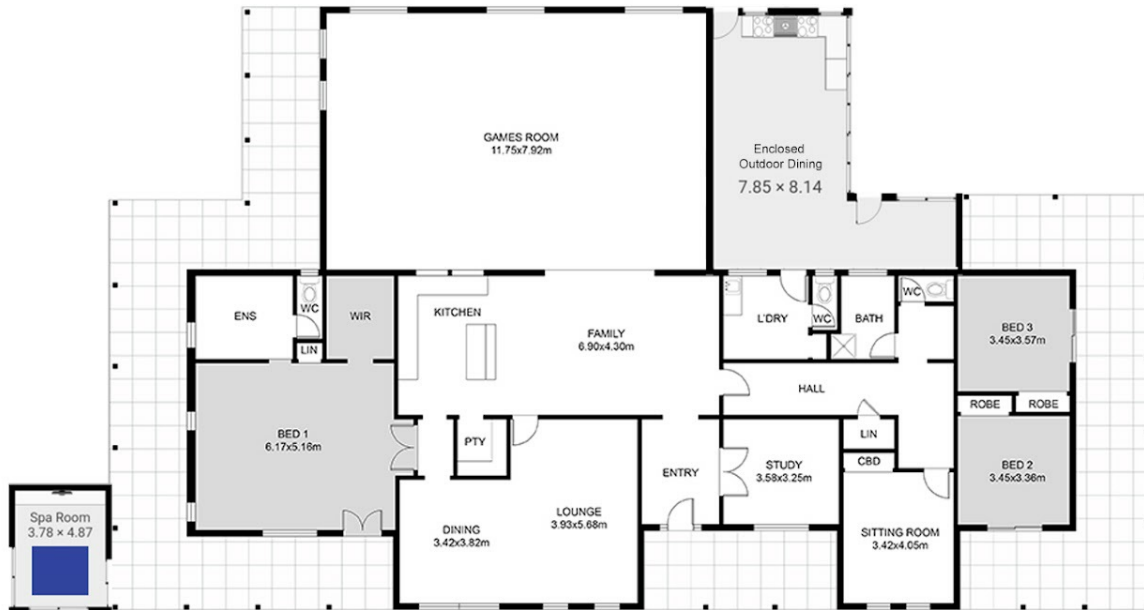 GAMES ROOM
11.75x7.92m
Enclosed
Outdoor Dining
7.85 × 8.14
ENS
WC
LIN
WIR
KITCHEN
FAMILY
6.90x4.30m
L'DRY
WC
BATH
WC
BED 3
3.45x3.57m
HALL
ROBE
ROBE
BED 1
6.17x5.16m
PTY
LIN
CBD
ENTRY
STUDY
3.58x3.25m
BED 2
3.45x3.36m
LOUNGE
3.93x5.68m
DINING
3.42x3.82m
SITTING ROOM
3.42x4.05m
Spa Room
3.78 × 4.87